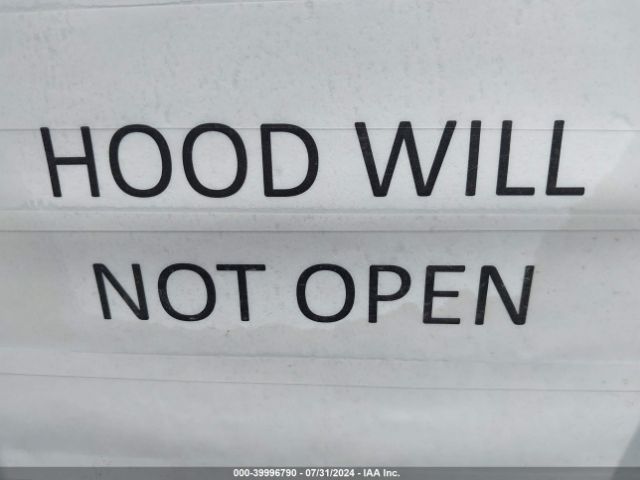 HOOD WILL
NOT OPEN
000-39996790 - 07/31/2024 - IAA Inc.